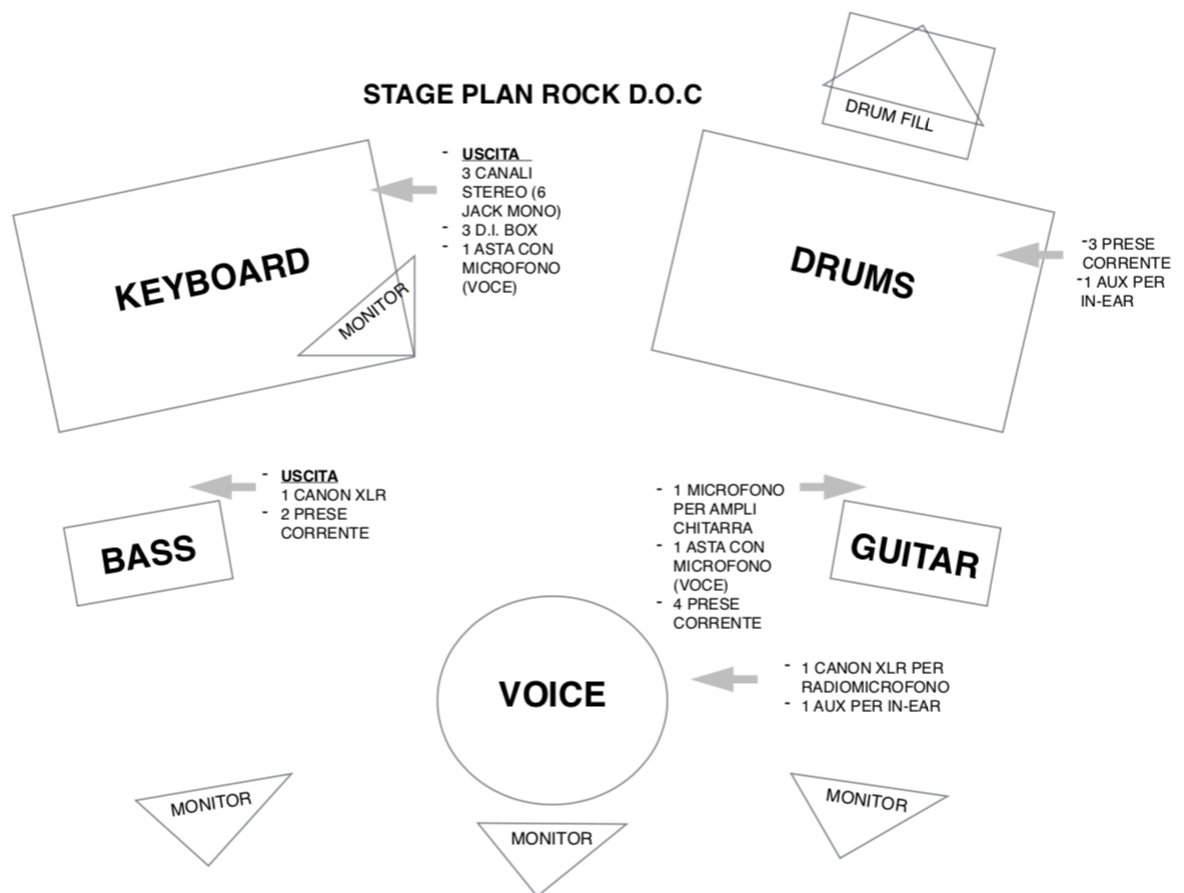 STAGE PLAN ROCK D.O.C
DRUM FILL
- USCITA
3 CANALI
STEREO (6
JACK MONO)
- 3 D.I. BOX
- 1 ASTA CON
MICROFONO
(VOCE)
KEYBOARD
MONITOR
DRUMS
-3 PRESE
CORRENTE
-1 AUX PER
IN-EAR
- USCITA
1 CANON XLR
- 2 PRESE
CORRENTE
BASS
- 1 MICROFONO
PER AMPLI
CHITARRA
- 1 ASTA CON
MICROFONO
(VOCE)
- 4 PRESE
CORRENTE
GUITAR
VOICE
- 1 CANON XLR PER
RADIOMICROFONO
- 1 AUX PER IN-EAR
MONITOR
MONITOR
MONITOR